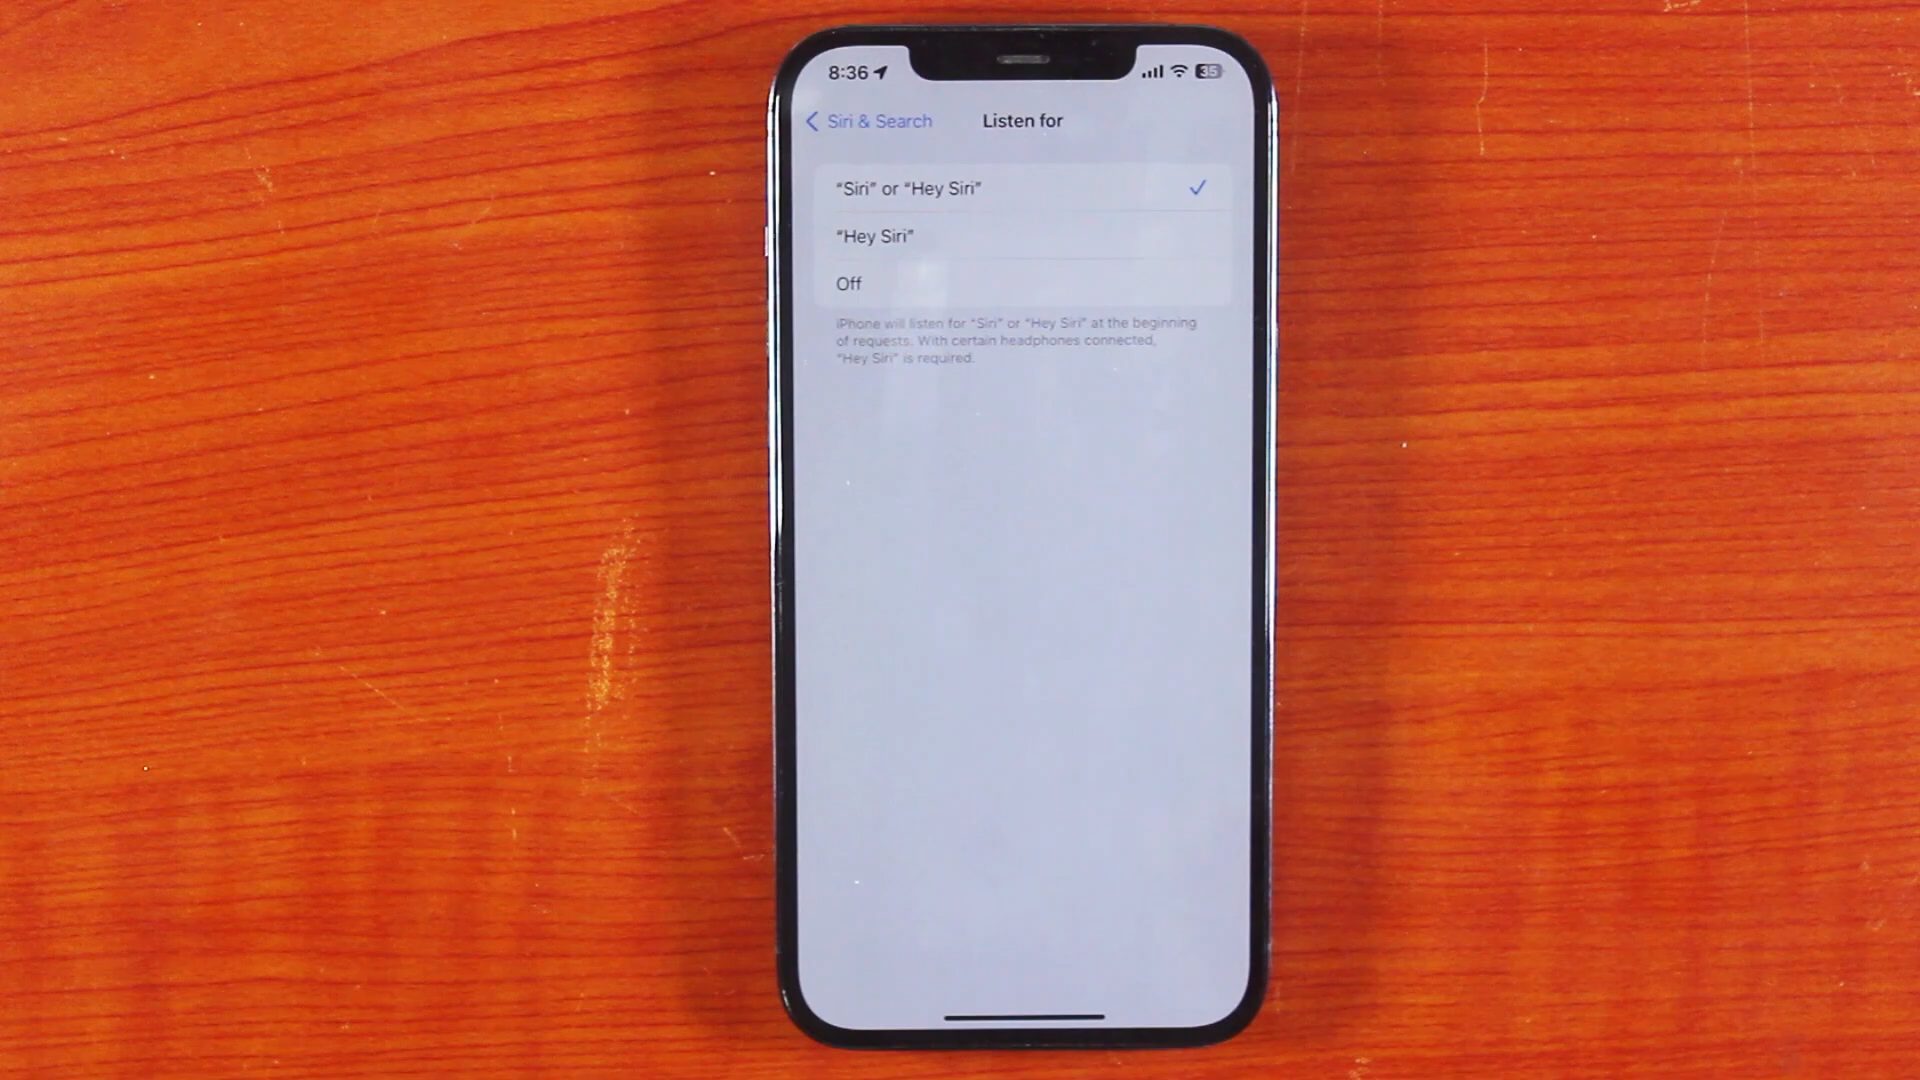 8:36
35
Siri & Search
Listen for
“Siri” or “Hey Siri”
“Hey Siri”
Off
iPhone will listen for “Siri” or “Hey Siri” at the beginning
of requests. With certain headphones connected,
“Hey Siri” is required.